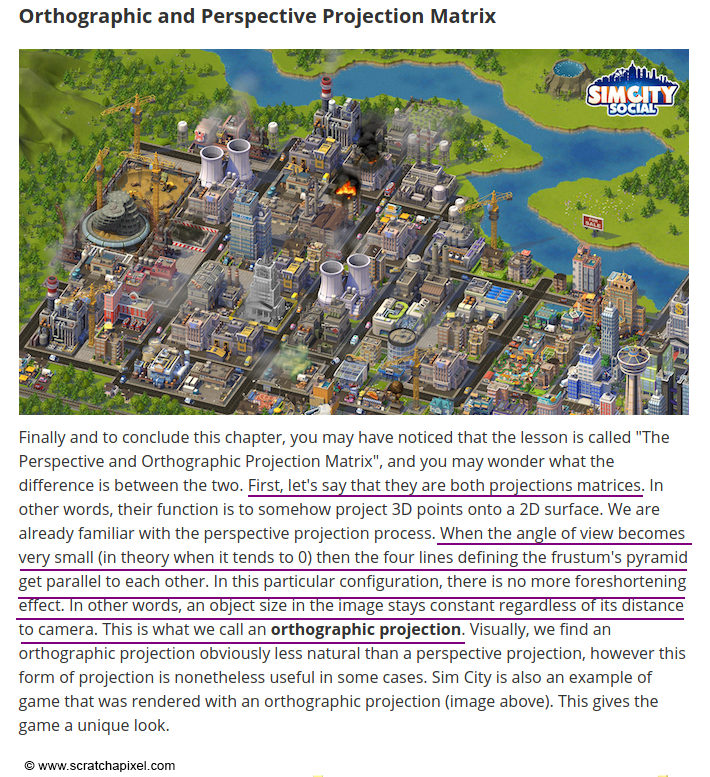 Orthographic and Perspective Projection Matrix
SIMCITY
SOCIAL
FOR
SALE
Finally and to conclude this chapter, you may have noticed that the lesson is called "The
Perspective and Orthographic Projection Matrix", and you may wonder what the
difference is between the two. First, let's say that they are both projections matrices. In
other words, their function is to somehow project 3D points onto a 2D surface. We are
already familiar with the perspective projection process. When the angle of view becomes
very small (in theory when it tends to 0) then the four lines defining the frustum's pyramid
get parallel to each other. In this particular configuration, there is no more foreshortening
effect. In other words, an object size in the image stays constant regardless of its distance
to camera. This is what we call an orthographic projection. Visually, we find an
orthographic projection obviously less natural than a perspective projection, however this
form of projection is nonetheless useful in some cases. Sim City is also an example of
game that was rendered with an orthographic projection (image above). This gives the
game a unique look.
© www.scratchapixel.com